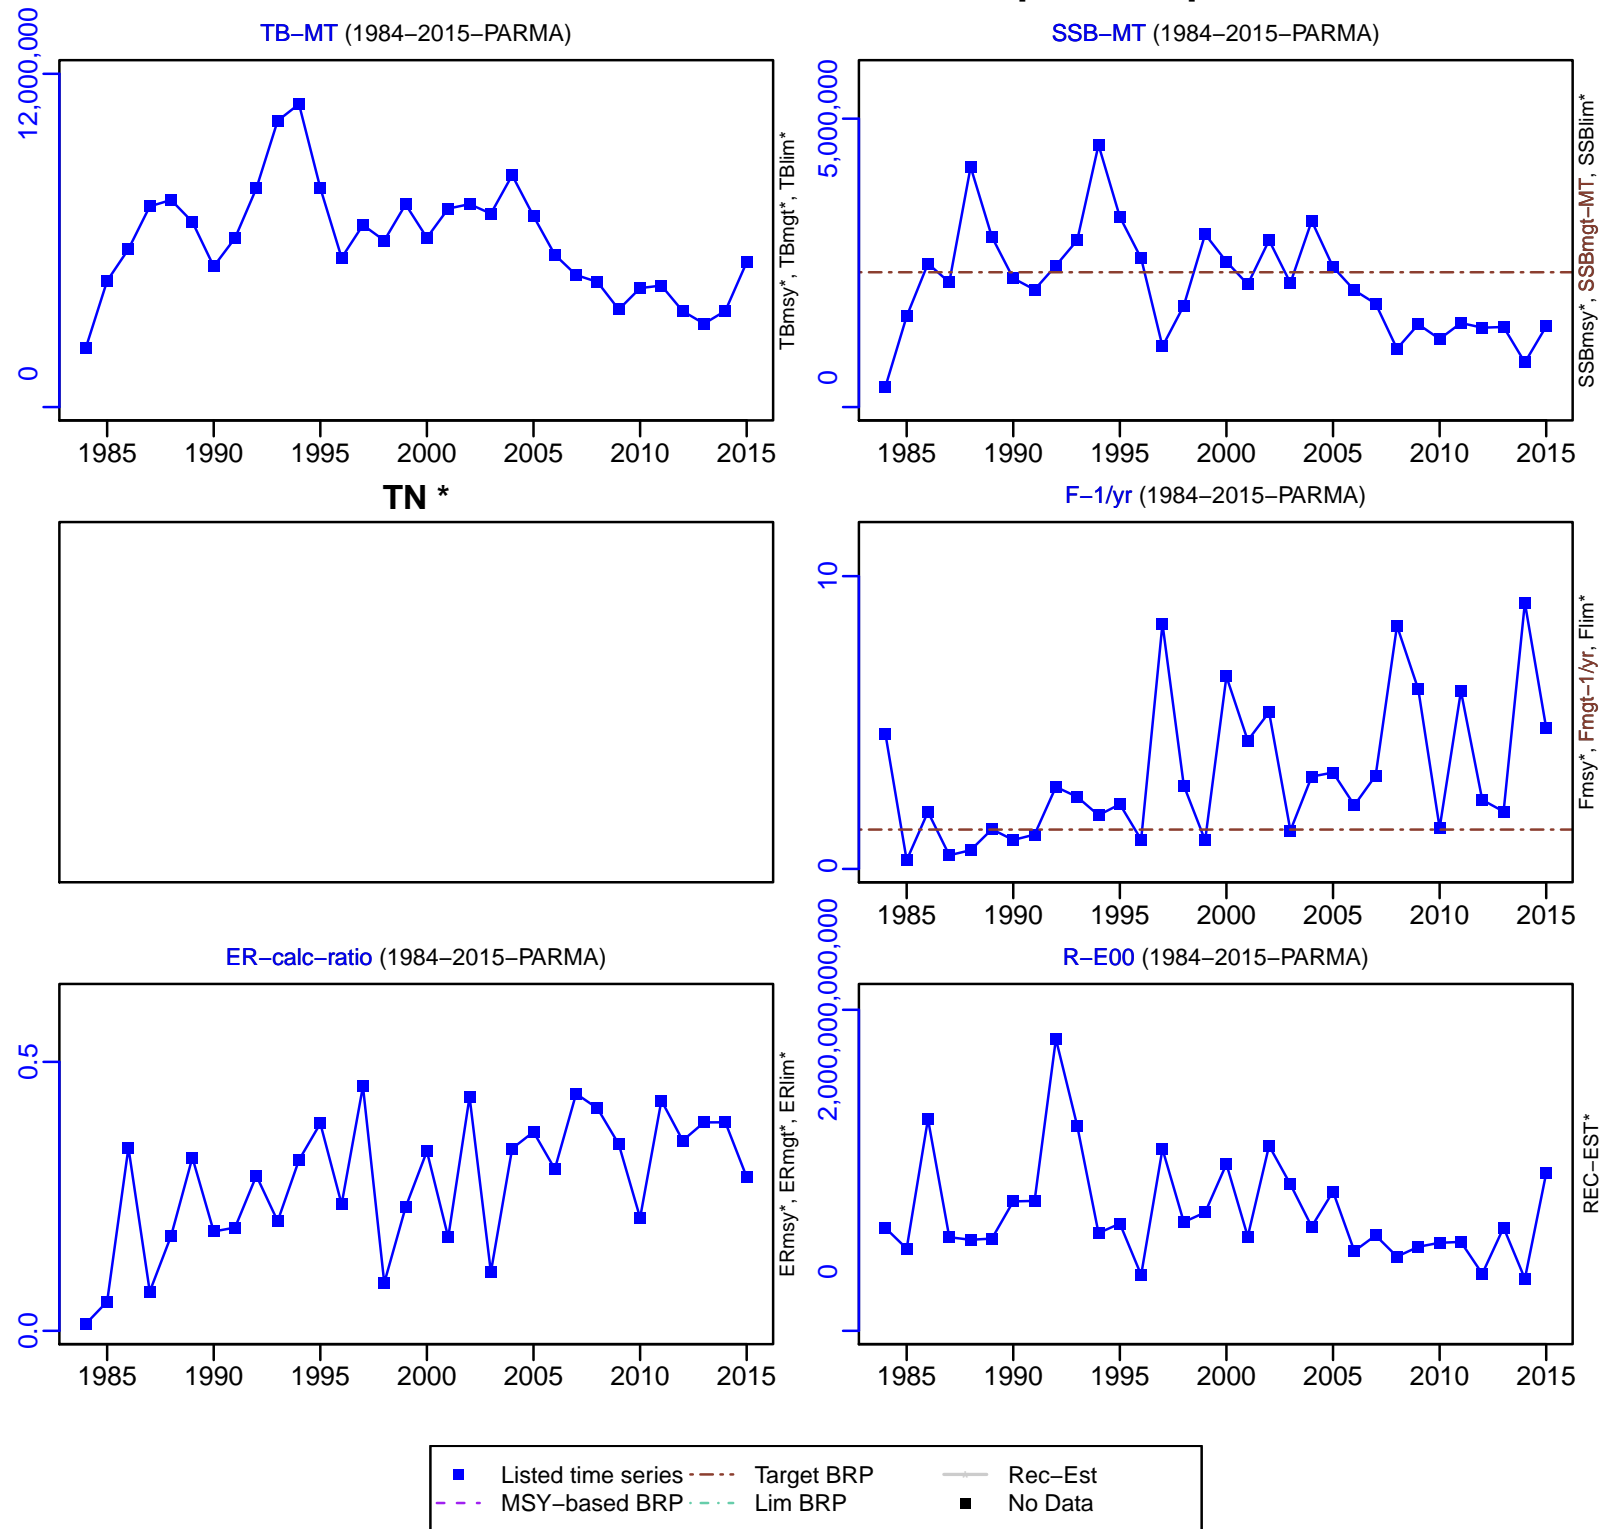 TB−MT (1984−2015−PARMA)
12,000,000
0
TBmsy*, TBmgt*, TBlim*
1985 1990 1995 2000 2005 2010 2015
SSB−MT (1984−2015−PARMA)
5,000,000
0
SSBmsy*, SSBmgt−MT, SSBlim*
1985 1990 1995 2000 2005 2010 2015
TN *
F−1/yr (1984−2015−PARMA)
10
0
Fmsy*, Fmgt−1/yr, Flim*
1985 1990 1995 2000 2005 2010 2015
ER−calc−ratio (1984−2015−PARMA)
0.5
0.0
ERmsy*, ERmgt*, ERlim*
1985 1990 1995 2000 2005 2010 2015
R−E00 (1984−2015−PARMA)
2,000,000,000,000
0
REC−EST*
1985 1990 1995 2000 2005 2010 2015
Listed time series Target BRP Rec−Est
MSY−based BRP Lim BRP No Data